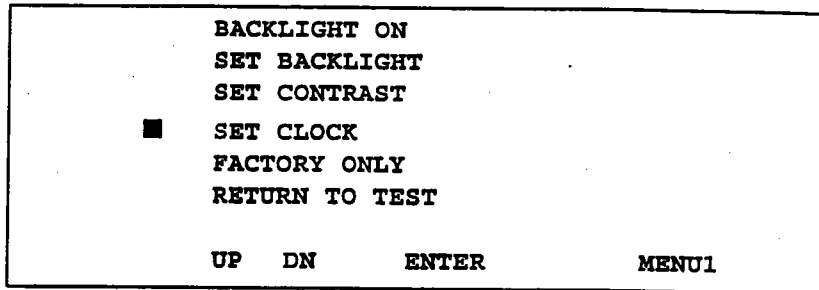 BACKLIGHT ON
SET BACKLIGHT
SET CONTRAST
SET CLOCK
FACTORY ONLY
RETURN TO TEST
UP DN ENTER MENU1